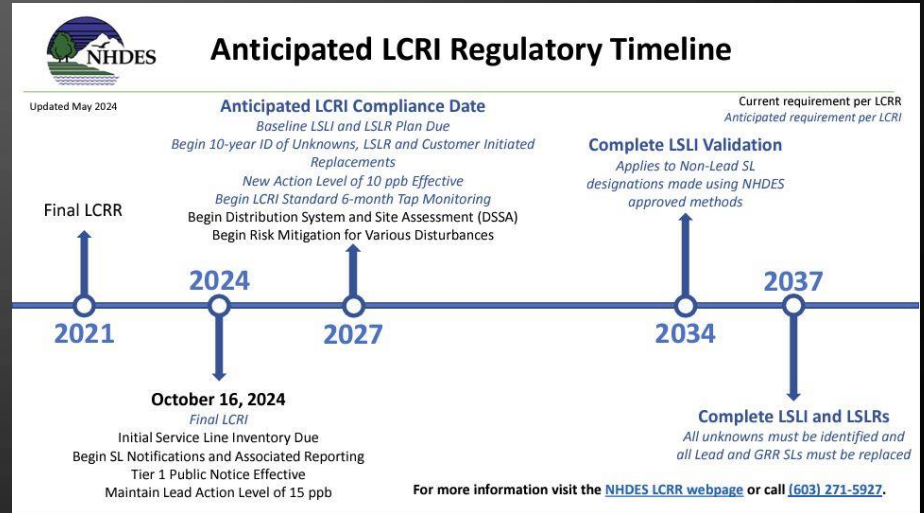 NHDES
Anticipated LCRI Regulatory Timeline
Updated May 2024
Current requirement per LCRR
Anticipated requirement per LCRI
Final LCRR
2021
2024
October 16, 2024
Final LCRI
Initial Service Line Inventory Due
Begin SL Notifications and Associated Reporting
Tier 1 Public Notice Effective
Maintain Lead Action Level of 15 ppb
Anticipated LCRI Compliance Date
Baseline LSLI and LSLR Plan Due
Begin 10-year ID of Unknowns, LSLR and Customer Initiated
Replacements
New Action Level of 10 ppb Effective
Begin LCRI Standard 6-month Tap Monitoring
Begin Distribution System and Site Assessment (DSSA)
Begin Risk Mitigation for Various Disturbances
2027
Complete LSLI Validation
Applies to Non-Lead SL
designations made using NHDES
approved methods
2034
2037
Complete LSLI and LSLRs
All unknowns must be identified and
all Lead and GRR SLs must be replaced
For more information visit the NHDES LCRR webpage or call (603) 271-5927.